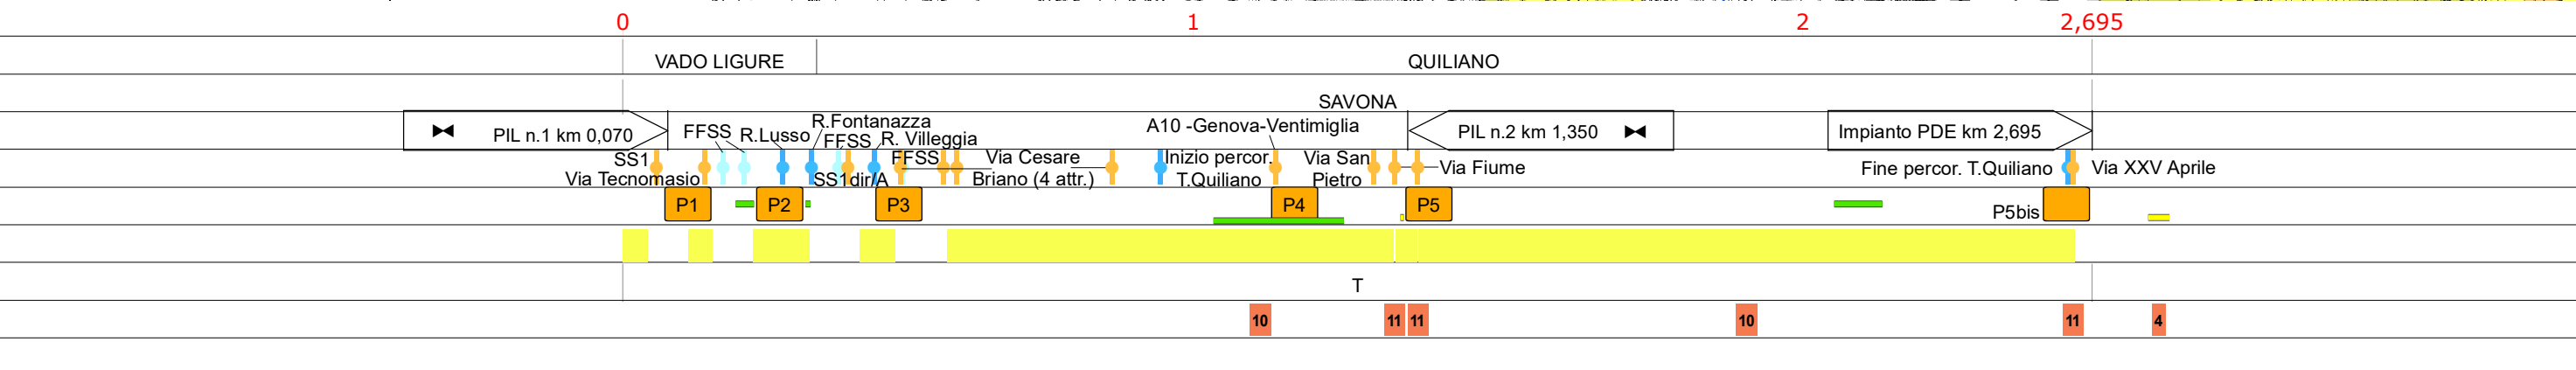 0 1 2 2,695
VADO LIGURE QUILIANO
SAVONA
PIL n.1 km 0,070 FFSS R.Lusso R.Fontanazza FFSS R. Villeggia A10 -Genova-Ventimiglia PIL n.2 km 1,350 Impianto PDE km 2,695
SS1 FFSS Via Cesare Inizio percor. Via San Via Fiume Fine percor. T.Quiliano Via XXV Aprile
Via Tecnomasio SS1dir/A Briano (4 attr.) T.Quiliano Pietro
P1 P2 P3 P4 P5 P5bis
T
10 11 11 10 11 4